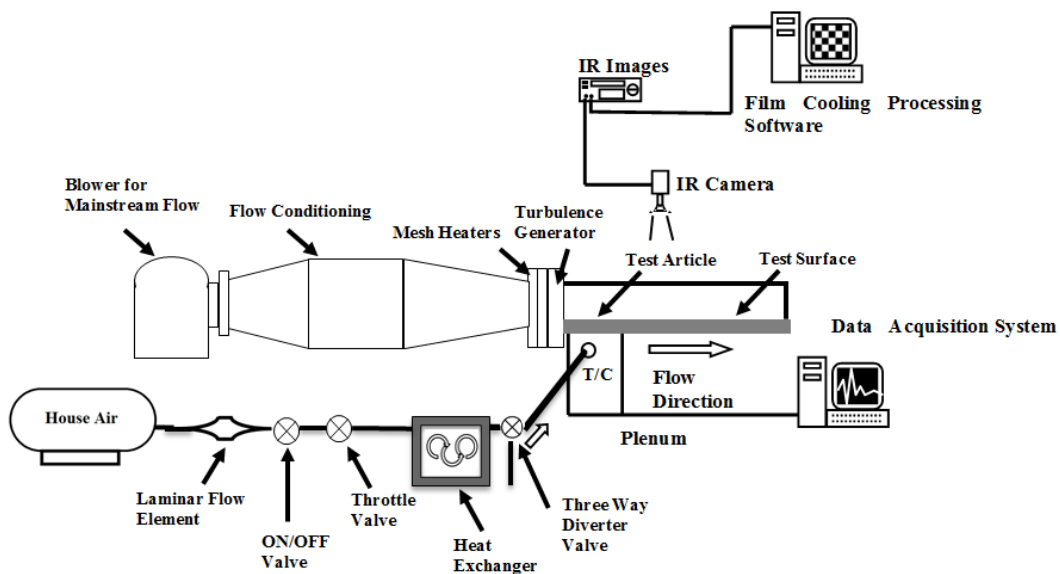 IR Images
Film Cooling Processing
Software
IR Camera
Blower for
Mainstream Flow
Flow Conditioning
Mesh Heaters
Turbulence
Generator
Test Article
Test Surface
Data Acquisition System
T/C
Flow
Direction
Plenum
House Air
Laminar Flow
Element
ON/OFF
Valve
Throttle
Valve
Heat
Exchanger
Three Way
Diverter
Valve